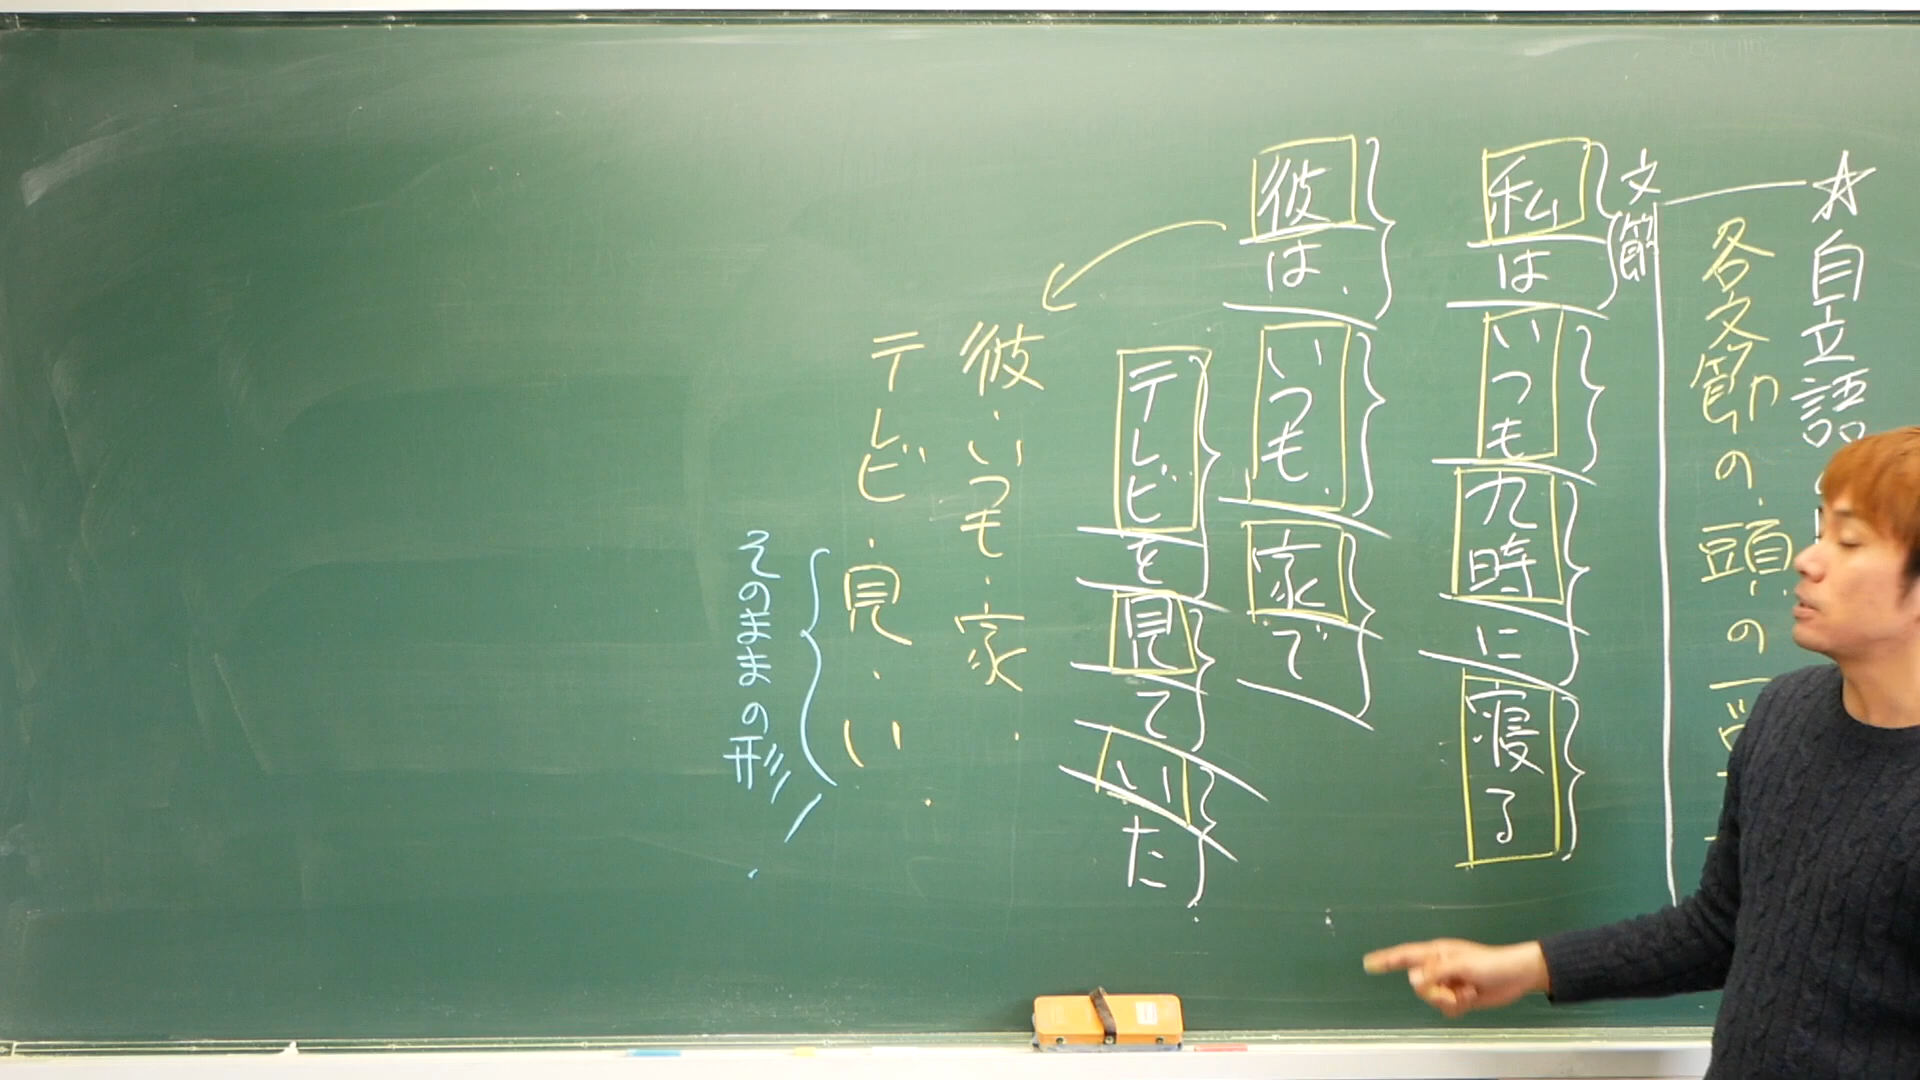 ☆自立語
各文節の頭の一
文節
私はいつも九時に寝る
彼は、いつも、家で
テレビを見ていた
彼・いつも・家・
テレビ・見・い
そのままの形